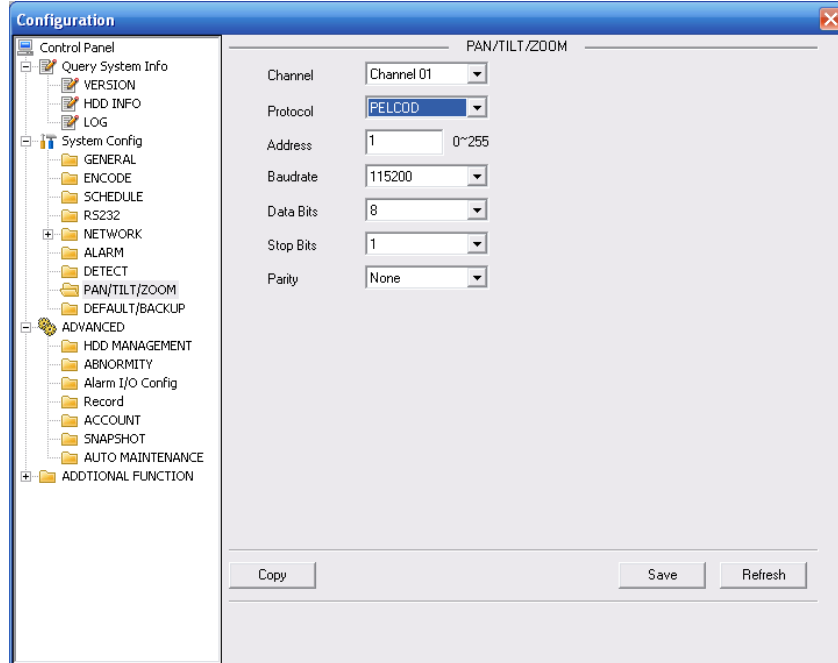 Configuration
Control Panel
Query System Info
VERSION
HDD INFO
LOG
System Config
GENERAL
ENCODE
SCHEDULE
RS232
NETWORK
ALARM
DETECT
PAN/TILT/ZOOM
DEFAULT/BACKUP
ADVANCED
HDD MANAGEMENT
ABNORMITY
Alarm I/O Config
Record
ACCOUNT
SNAPSHOT
AUTO MAINTENANCE
ADDTIONAL FUNCTION
PAN/TILT/ZOOM
Channel Channel 01
Protocol PELCOD
Address 1 0~255
Baudrate 115200
Data Bits 8
Stop Bits 1
Parity None
Copy Save Refresh